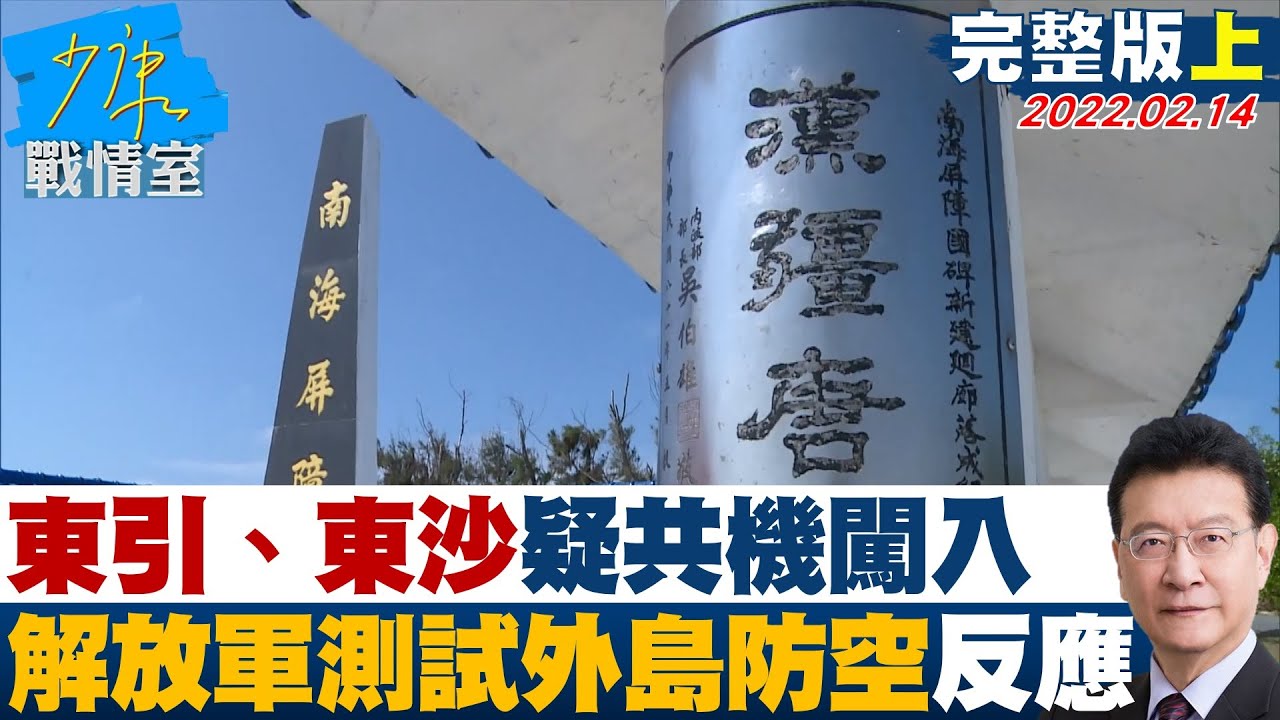 少康
戰情室
完整版上
2022.02.14
南海屏障
漢疆唐
南海屏障國碑新建迴廊落成
內政部
部長 吳伯雄
東引、東沙疑共機闖入
解放軍測試外島防空反應